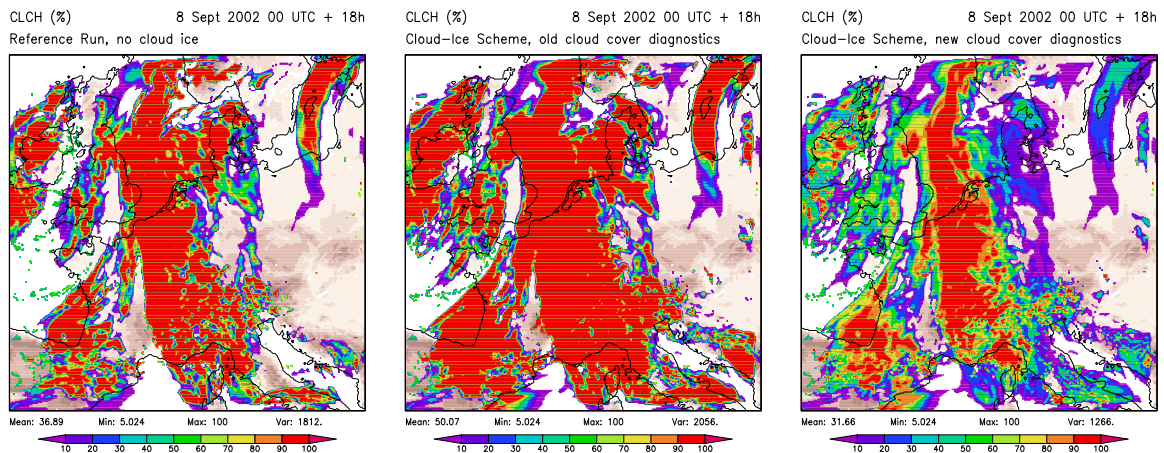 CLCH (%) 8 Sept 2002 00 UTC + 18h
Reference Run, no cloud ice
Mean: 36.89 Min: 5.024 Max: 100 Var: 1812.
10 20 30 40 50 60 70 80 90 100
CLCH (%) 8 Sept 2002 00 UTC + 18h
Cloud-Ice Scheme, old cloud cover diagnostics
Mean: 50.07 Min: 5.024 Max: 100 Var: 2056.
10 20 30 40 50 60 70 80 90 100
CLCH (%) 8 Sept 2002 00 UTC + 18h
Cloud-Ice Scheme, new cloud cover diagnostics
Mean: 31.66 Min: 5.024 Max: 100 Var: 1266.
10 20 30 40 50 60 70 80 90 100